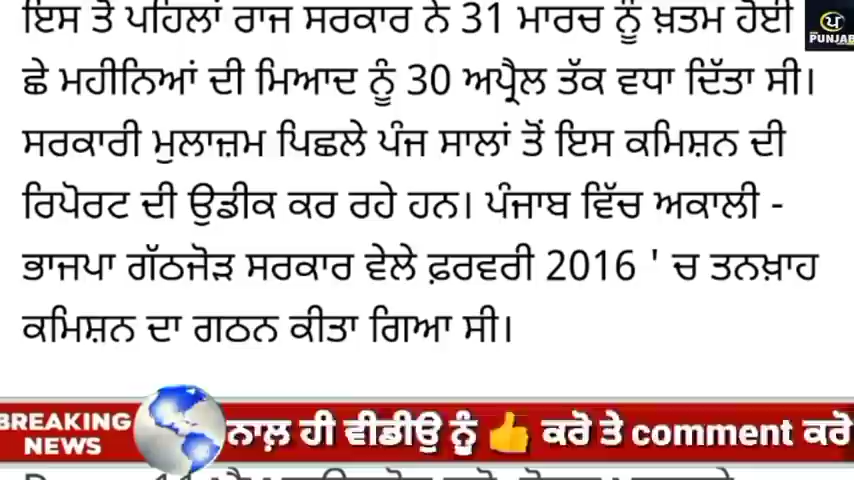 ਇਸ ਤੋਂ ਪਹਿਲਾਂ ਰਾਜ ਸਰਕਾਰ ਨੇ 31 ਮਾਰਚ ਨੂੰ ਖ਼ਤਮ ਹੋਈ
ਛੇ ਮਹੀਨਿਆਂ ਦੀ ਮਿਆਦ ਨੂੰ 30 ਅਪ੍ਰੈਲ ਤੱਕ ਵਧਾ ਦਿੱਤਾ ਸੀ।
ਸਰਕਾਰੀ ਮੁਲਾਜ਼ਮ ਪਿਛਲੇ ਪੰਜ ਸਾਲਾਂ ਤੋਂ ਇਸ ਕਮਿਸ਼ਨ ਦੀ
ਰਿਪੋਰਟ ਦੀ ਉਡੀਕ ਕਰ ਰਹੇ ਹਨ। ਪੰਜਾਬ ਵਿੱਚ ਅਕਾਲੀ -
ਭਾਜਪਾ ਗੱਠਜੋੜ ਸਰਕਾਰ ਵੇਲੇ ਫ਼ਰਵਰੀ 2016 ' ਚ ਤਨਖ਼ਾਹ
ਕਮਿਸ਼ਨ ਦਾ ਗਠਨ ਕੀਤਾ ਗਿਆ ਸੀ।
ਪ
PUNJAB
BREAKING
NEWS
ਨਾਲ਼ ਹੀ ਵੀਡੀਉ ਨੂੰ 👍 ਕਰੋ ਤੇ comment ਕਰੋ